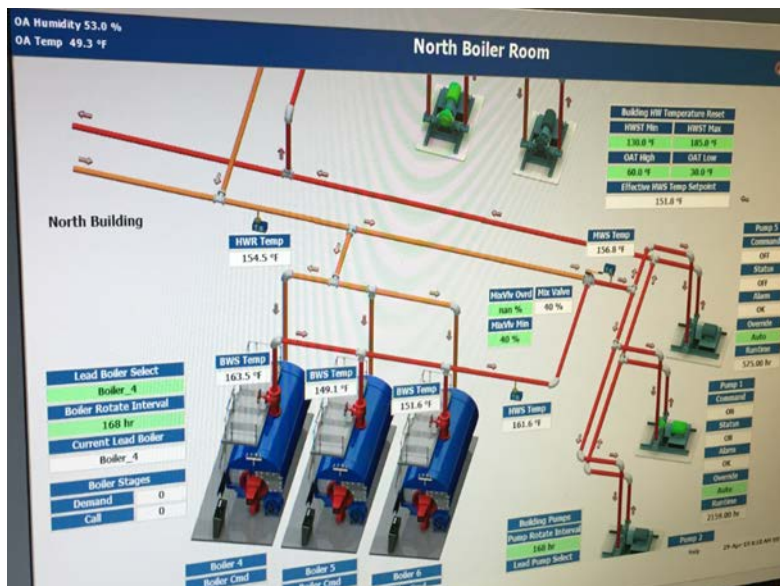 OA Humidity 53.0 %
OA Temp 49.3 °F
North Boiler Room
Building HW Temperature Reset
HWST Min HWST Max
130.0 °F 185.0 °F
OAT High OAT Low
60.0 °F 30.0 °F
Effective HWS Temp Setpoint
151.0 °F
North Building
HWR Temp
154.5 °F
MWS Temp
156.8 °F
MixVlv Ovrd Mix Valve
nan % 40 %
MixVlv Min
40 %
Pump 5
Command
OFF
Status
OFF
Alarm
OK
Override
Auto
Runtime
575.00 hr
BWS Temp
163.5 °F
BWS Temp
149.1 °F
BWS Temp
151.6 °F
HWS Temp
161.6 °F
Lead Boiler Select
Boiler_4
Boiler Rotate Interval
168 hr
Current Lead Boiler
Boiler_4
Boiler Stages
Demand 0
Call 0
Pump 1
Command
ON
Status
ON
Alarm
OK
Override
Auto
Runtime
2159.00 hr
Building Pumps
Pump Rotate Interval
168 hr
Lead Pump Select
Pump 2
Boiler 4
Boiler Cmd
Boiler 5
Boiler Cmd
Boiler 6
Boiler Cmd